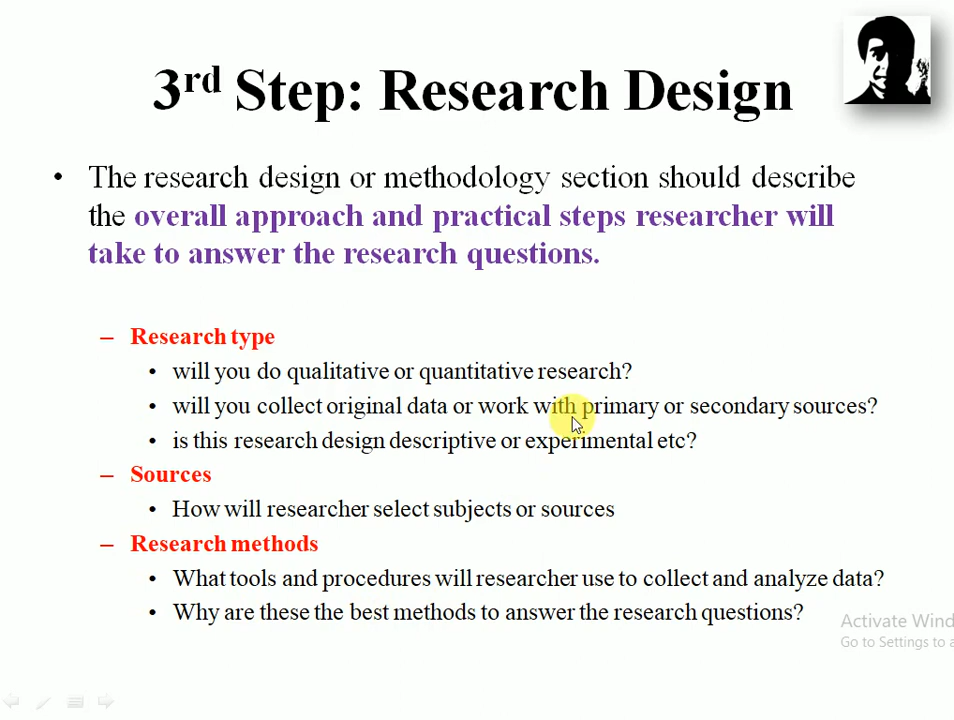 3rd Step: Research Design
• The research design or methodology section should describe
the overall approach and practical steps researcher will
take to answer the research questions.
– Research type
• will you do qualitative or quantitative research?
• will you collect original data or work with primary or secondary sources?
• is this research design descriptive or experimental etc?
– Sources
• How will researcher select subjects or sources
– Research methods
• What tools and procedures will researcher use to collect and analyze data?
• Why are these the best methods to answer the research questions?
Activate Wind
Go to Settings to a